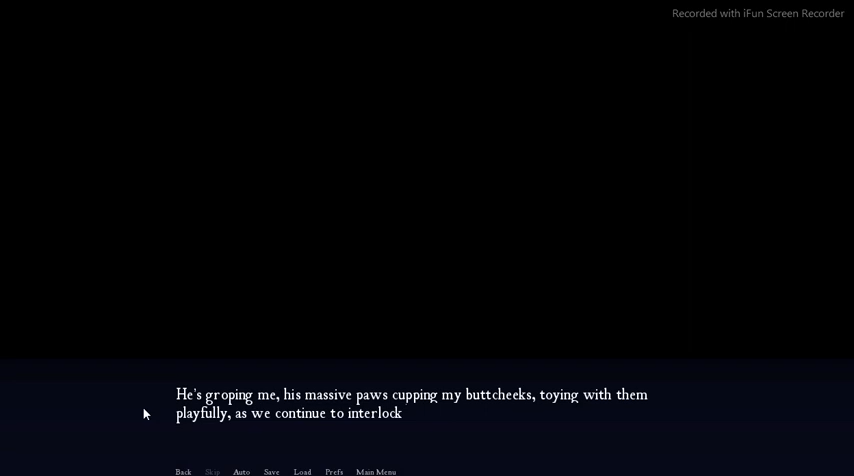 Recorded with iFun Screen Recorder
He's groping me, his massive paws cupping my buttcheeks, toying with them
playfully, as we continue to interlock
Back Skip Auto Save Load Prefs Main Menu